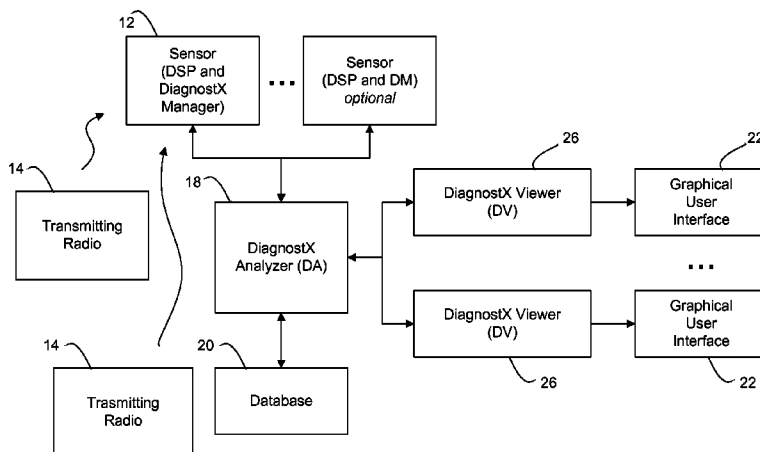 12
Sensor
(DSP and
DiagnostX
Manager)
...
Sensor
(DSP and DM)
optional
14
Transmitting
Radio
18
DiagnostX
Analyzer (DA)
26
DiagnostX Viewer
(DV)
22
Graphical
User
Interface
...
DiagnostX Viewer
(DV)
26
Graphical
User
Interface
22
14
Trasmitting
Radio
20
Database